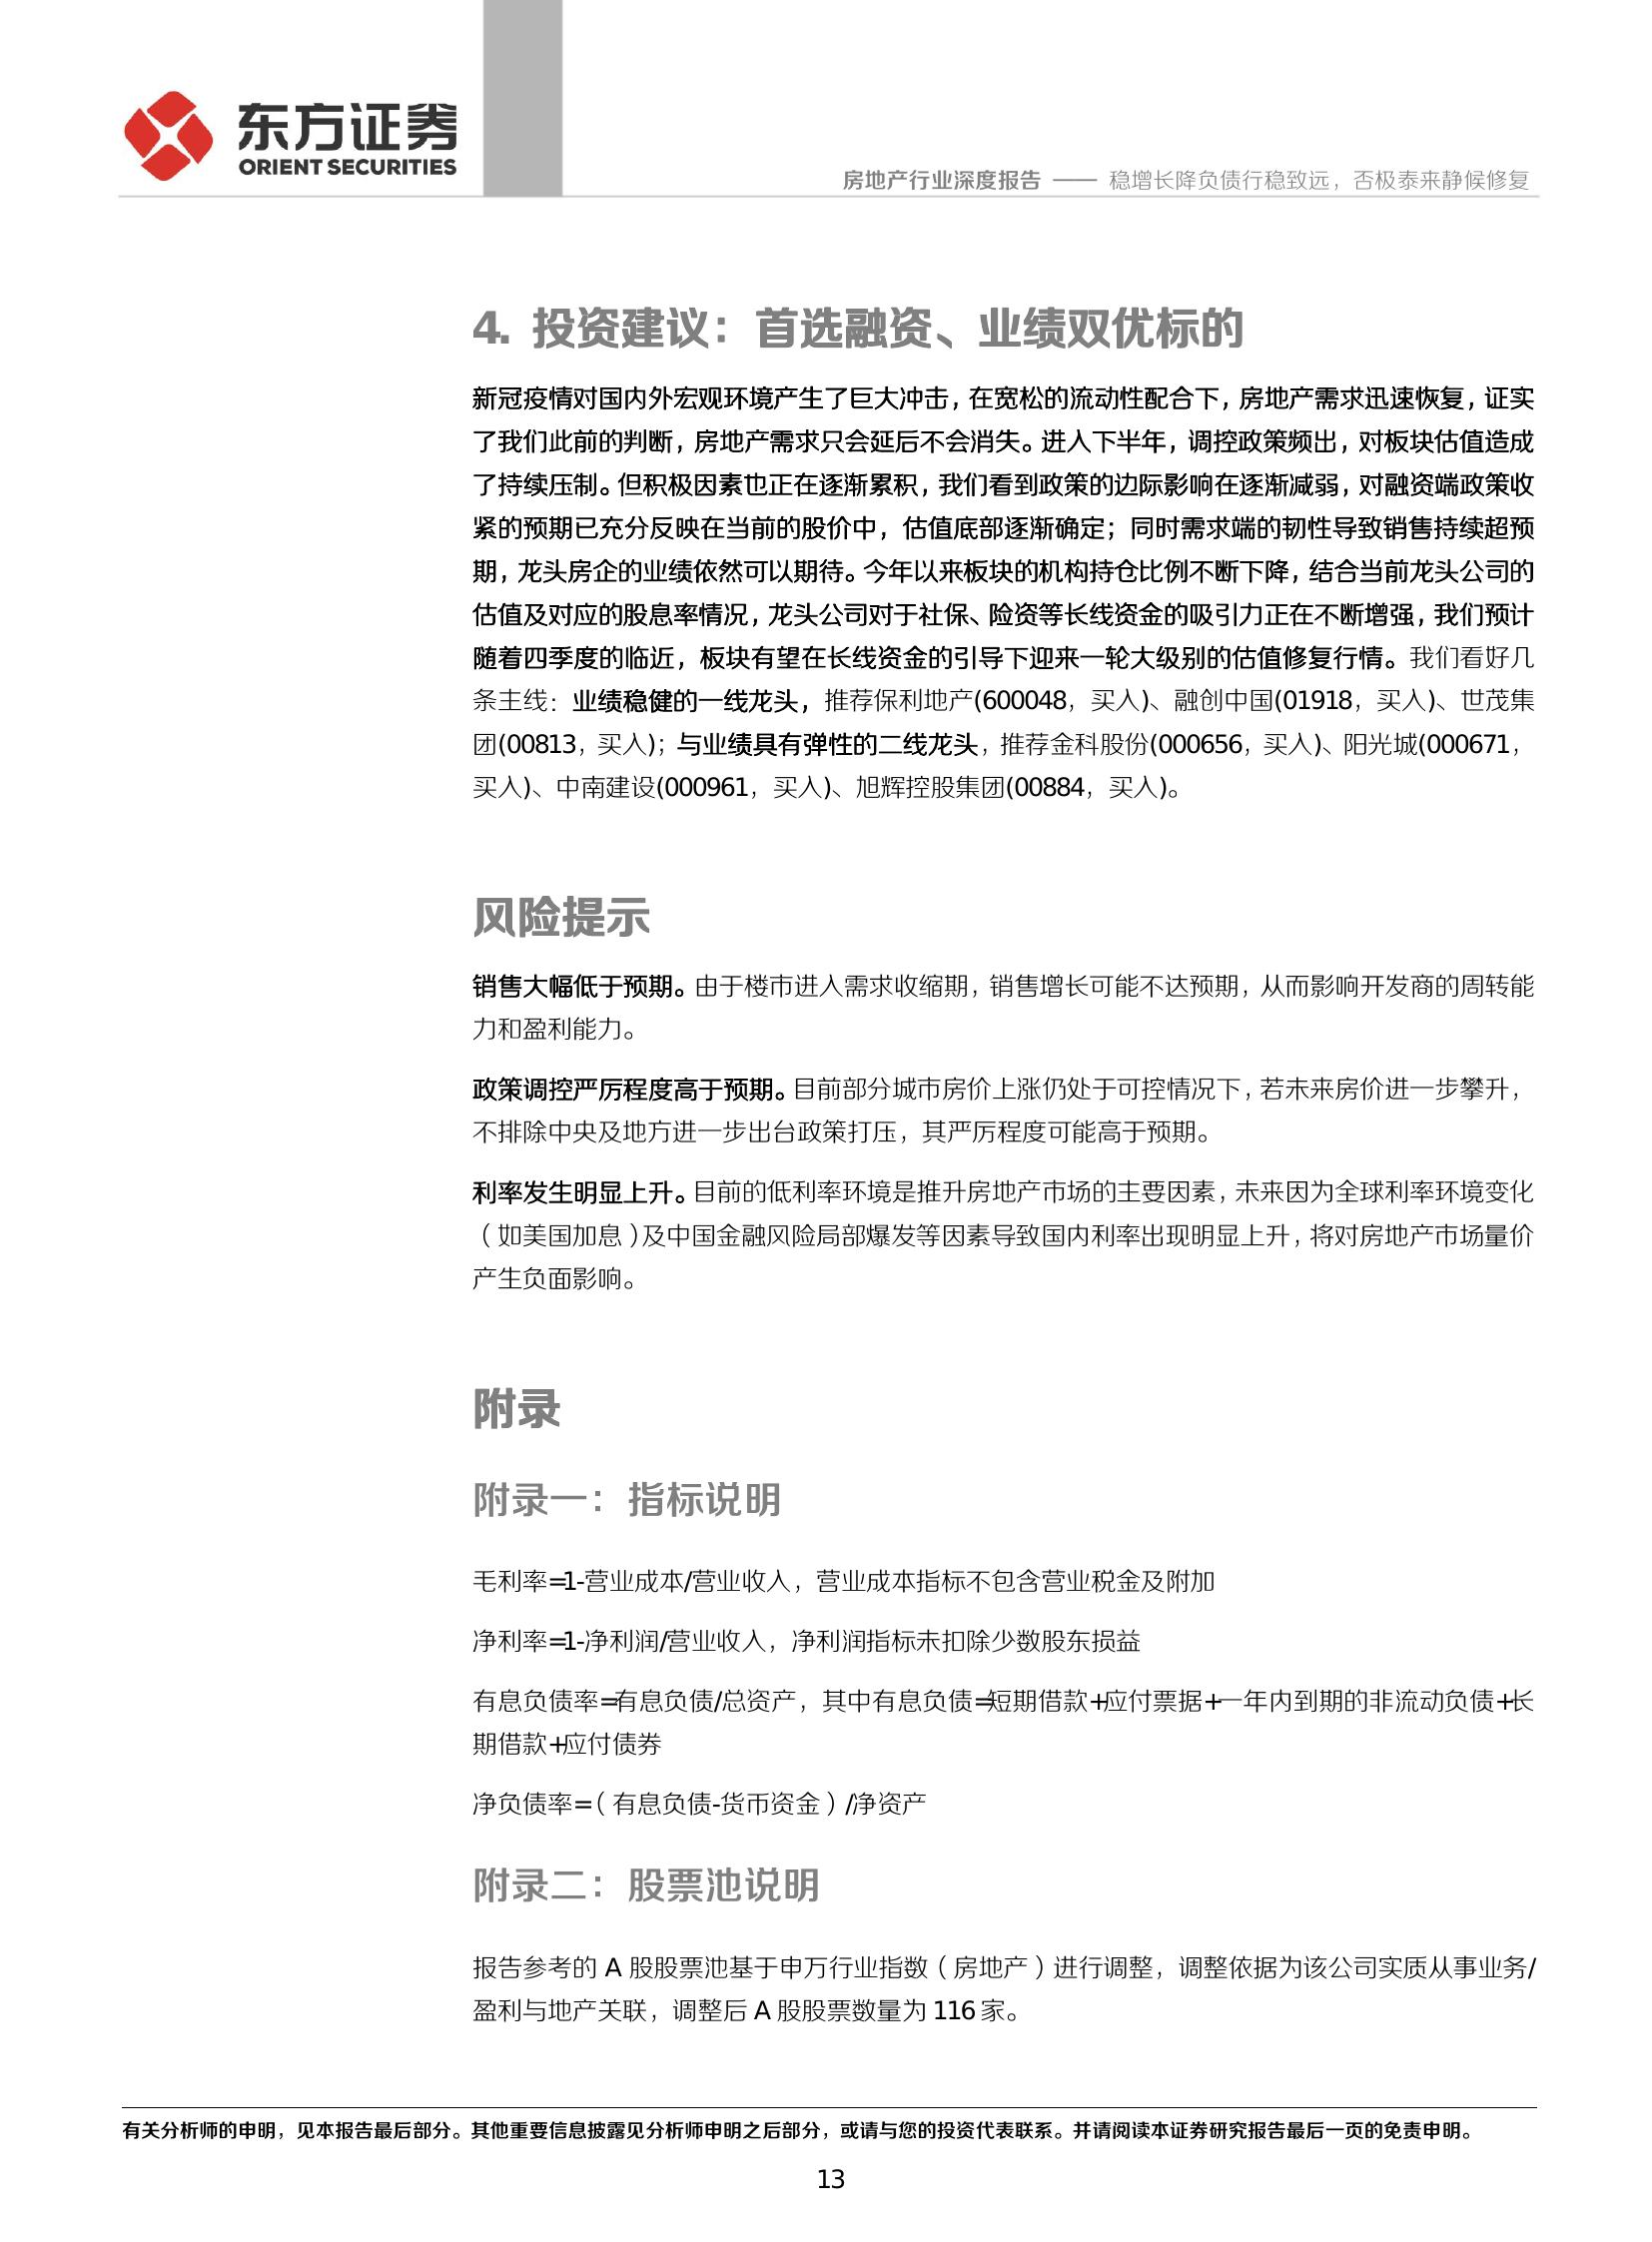 东方证券
ORIENT SECURITIES
房地产行业深度报告 —— 稳增长降负债行稳致远，否极泰来静候修复
4. 投资建议：首选融资、业绩双优标的
新冠疫情对国内外宏观环境产生了巨大冲击，在宽松的流动性配合下，房地产需求迅速恢复，证实
了我们此前的判断，房地产需求只会延后不会消失。进入下半年，调控政策频出，对板块估值造成
了持续压制。但积极因素也正在逐渐累积，我们看到政策的边际影响在逐渐减弱，对融资端政策收
紧的预期已充分反映在当前的股价中，估值底部逐渐确定；同时需求端的韧性导致销售持续超预
期，龙头房企的业绩依然可以期待。今年以来板块的机构持仓比例不断下降，结合当前龙头公司的
估值及对应的股息率情况，龙头公司对于社保、险资等长线资金的吸引力正在不断增强，我们预计
随着四季度的临近，板块有望在长线资金的引导下迎来一轮大级别的估值修复行情。我们看好几
条主线：业绩稳健的一线龙头，推荐保利地产(600048，买入)、融创中国(01918，买入)、世茂集
团(00813，买入)；与业绩具有弹性的二线龙头，推荐金科股份(000656，买入)、阳光城(000671，
买入)、中南建设(000961，买入)、旭辉控股集团(00884，买入)。
风险提示
销售大幅低于预期。由于楼市进入需求收缩期，销售增长可能不达预期，从而影响开发商的周转能
力和盈利能力。
政策调控严厉程度高于预期。目前部分城市房价上涨仍处于可控情况下，若未来房价进一步攀升，
不排除中央及地方进一步出台政策打压，其严厉程度可能高于预期。
利率发生明显上升。目前的低利率环境是推升房地产市场的主要因素，未来因为全球利率环境变化
（如美国加息）及中国金融风险局部爆发等因素导致国内利率出现明显上升，将对房地产市场量价
产生负面影响。
附录
附录一：指标说明
毛利率=1-营业成本/营业收入，营业成本指标不包含营业税金及附加
净利率=1-净利润/营业收入，净利润指标未扣除少数股东损益
有息负债率=有息负债/总资产，其中有息负债=短期借款+应付票据+一年内到期的非流动负债+长
期借款+应付债券
净负债率=（有息负债-货币资金）/净资产
附录二：股票池说明
报告参考的 A 股股票池基于申万行业指数（房地产）进行调整，调整依据为该公司实质从事业务/
盈利与地产关联，调整后 A 股股票数量为 116 家。
有关分析师的申明，见本报告最后部分。其他重要信息披露见分析师申明之后部分，或请与您的投资代表联系。并请阅读本证券研究报告最后一页的免责申明。
13